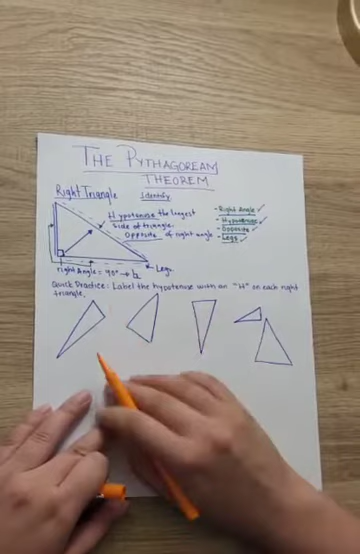 THE PYTHAGOREAM
THEOREM
Right Triangle
Identify
Hypotenuse the longest
side of triangle.
Opposite of right angle
- Right Angle ✓
- Hypotenuse ✓
- Opposite ✓
- Legs ✓
Legs
right Angle = 90° →
Quick Practice: Label the hypotenuse with an "H" on each right
triangle.